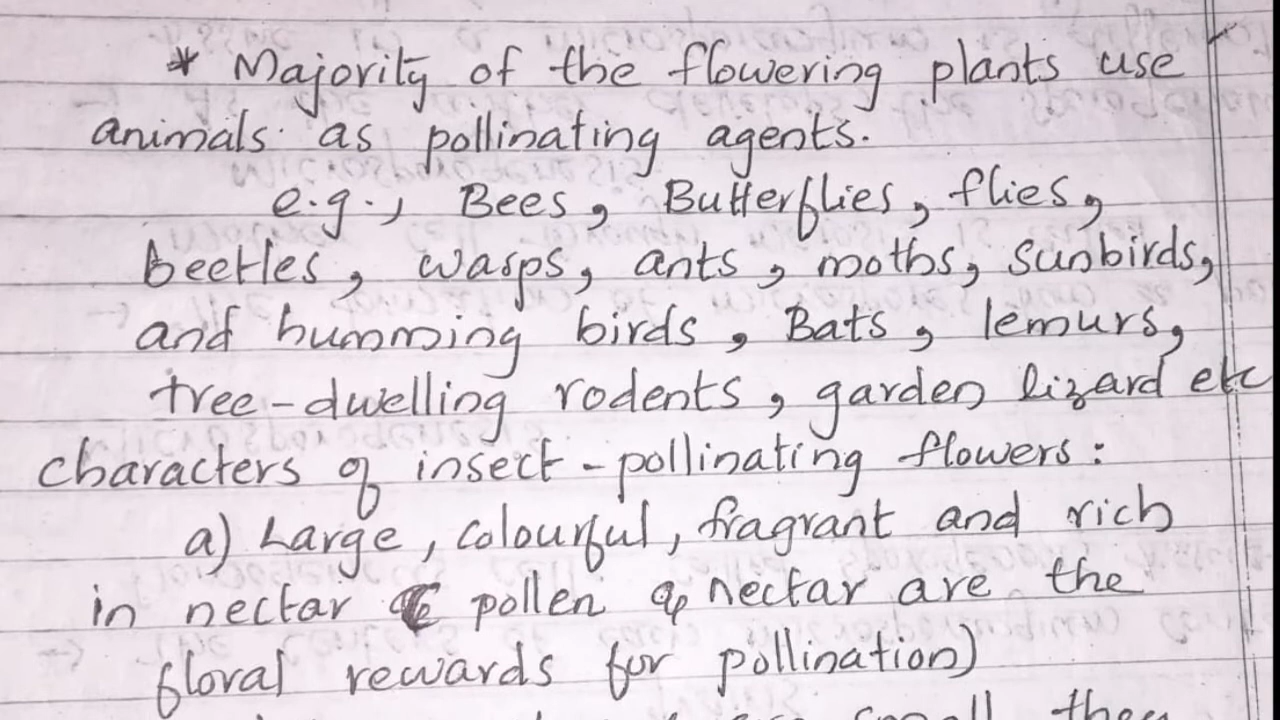 * Majority of the flowering plants use
animals as pollinating agents.
e.g., Bees, Butterflies, flies,
beetles, wasps, ants, moths, sunbirds,
and humming birds, Bats, lemurs,
tree-dwelling rodents, garden lizard etc
characters of insect-pollinating flowers:
a) Large, colourful, fragrant and rich
in nectar (pollen & nectar are the
floral rewards for pollination)
small they